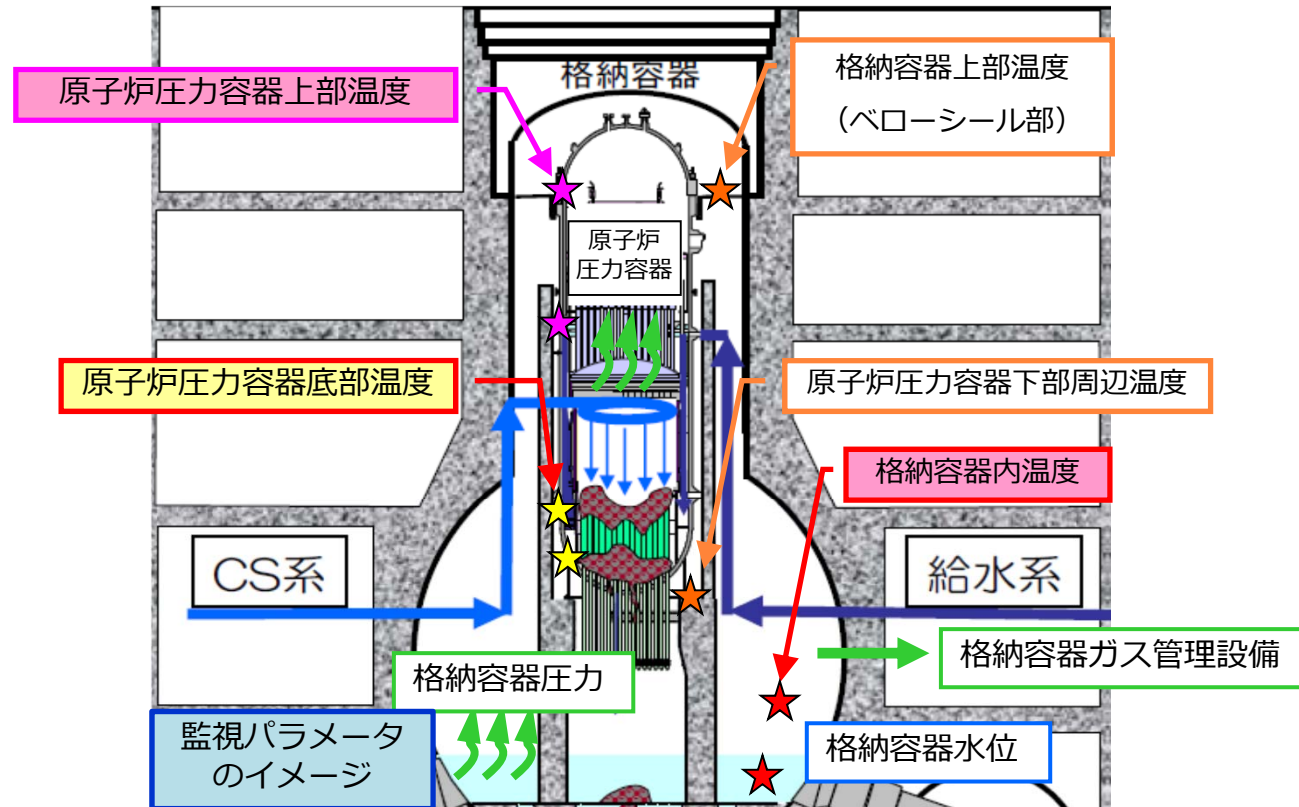 格納容器
原子炉圧力容器上部温度
格納容器上部温度
（ベローシール部）
原子炉
圧力容器
原子炉圧力容器底部温度
原子炉圧力容器下部周辺温度
格納容器内温度
CS系
給水系
格納容器ガス管理設備
格納容器圧力
監視パラメータ
のイメージ
格納容器水位